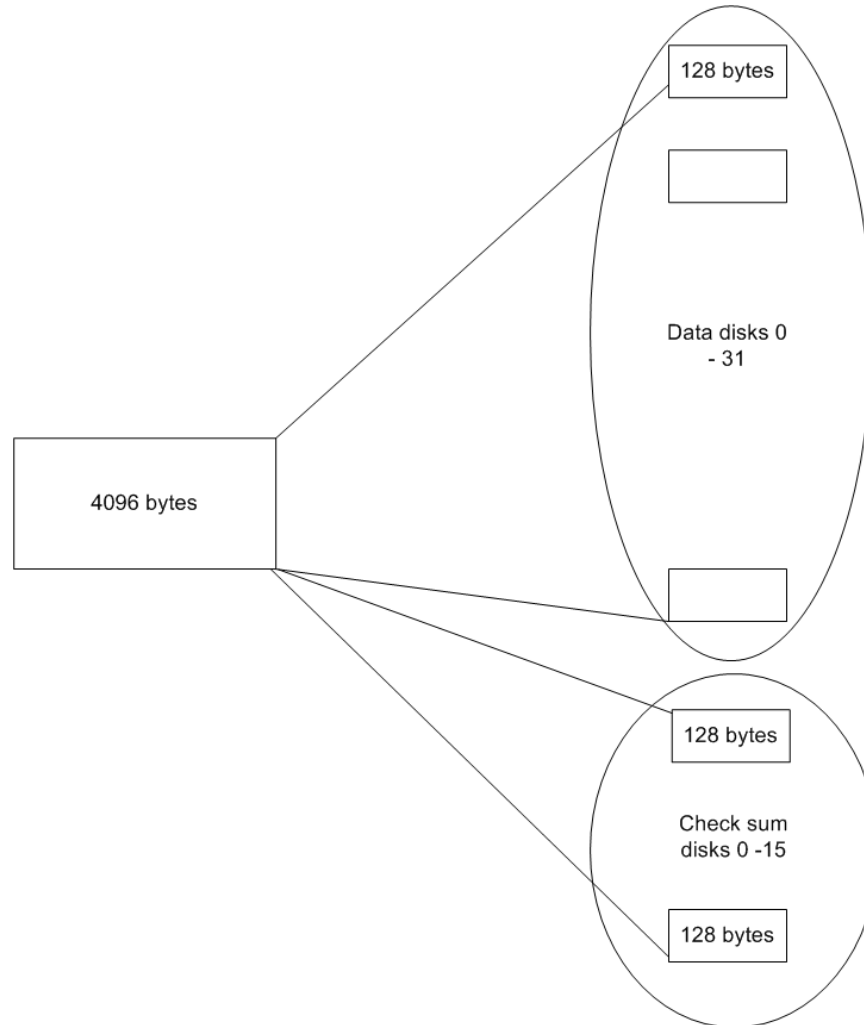 128 bytes
Data disks 0
- 31
4096 bytes
128 bytes
Check sum
disks 0 -15
128 bytes